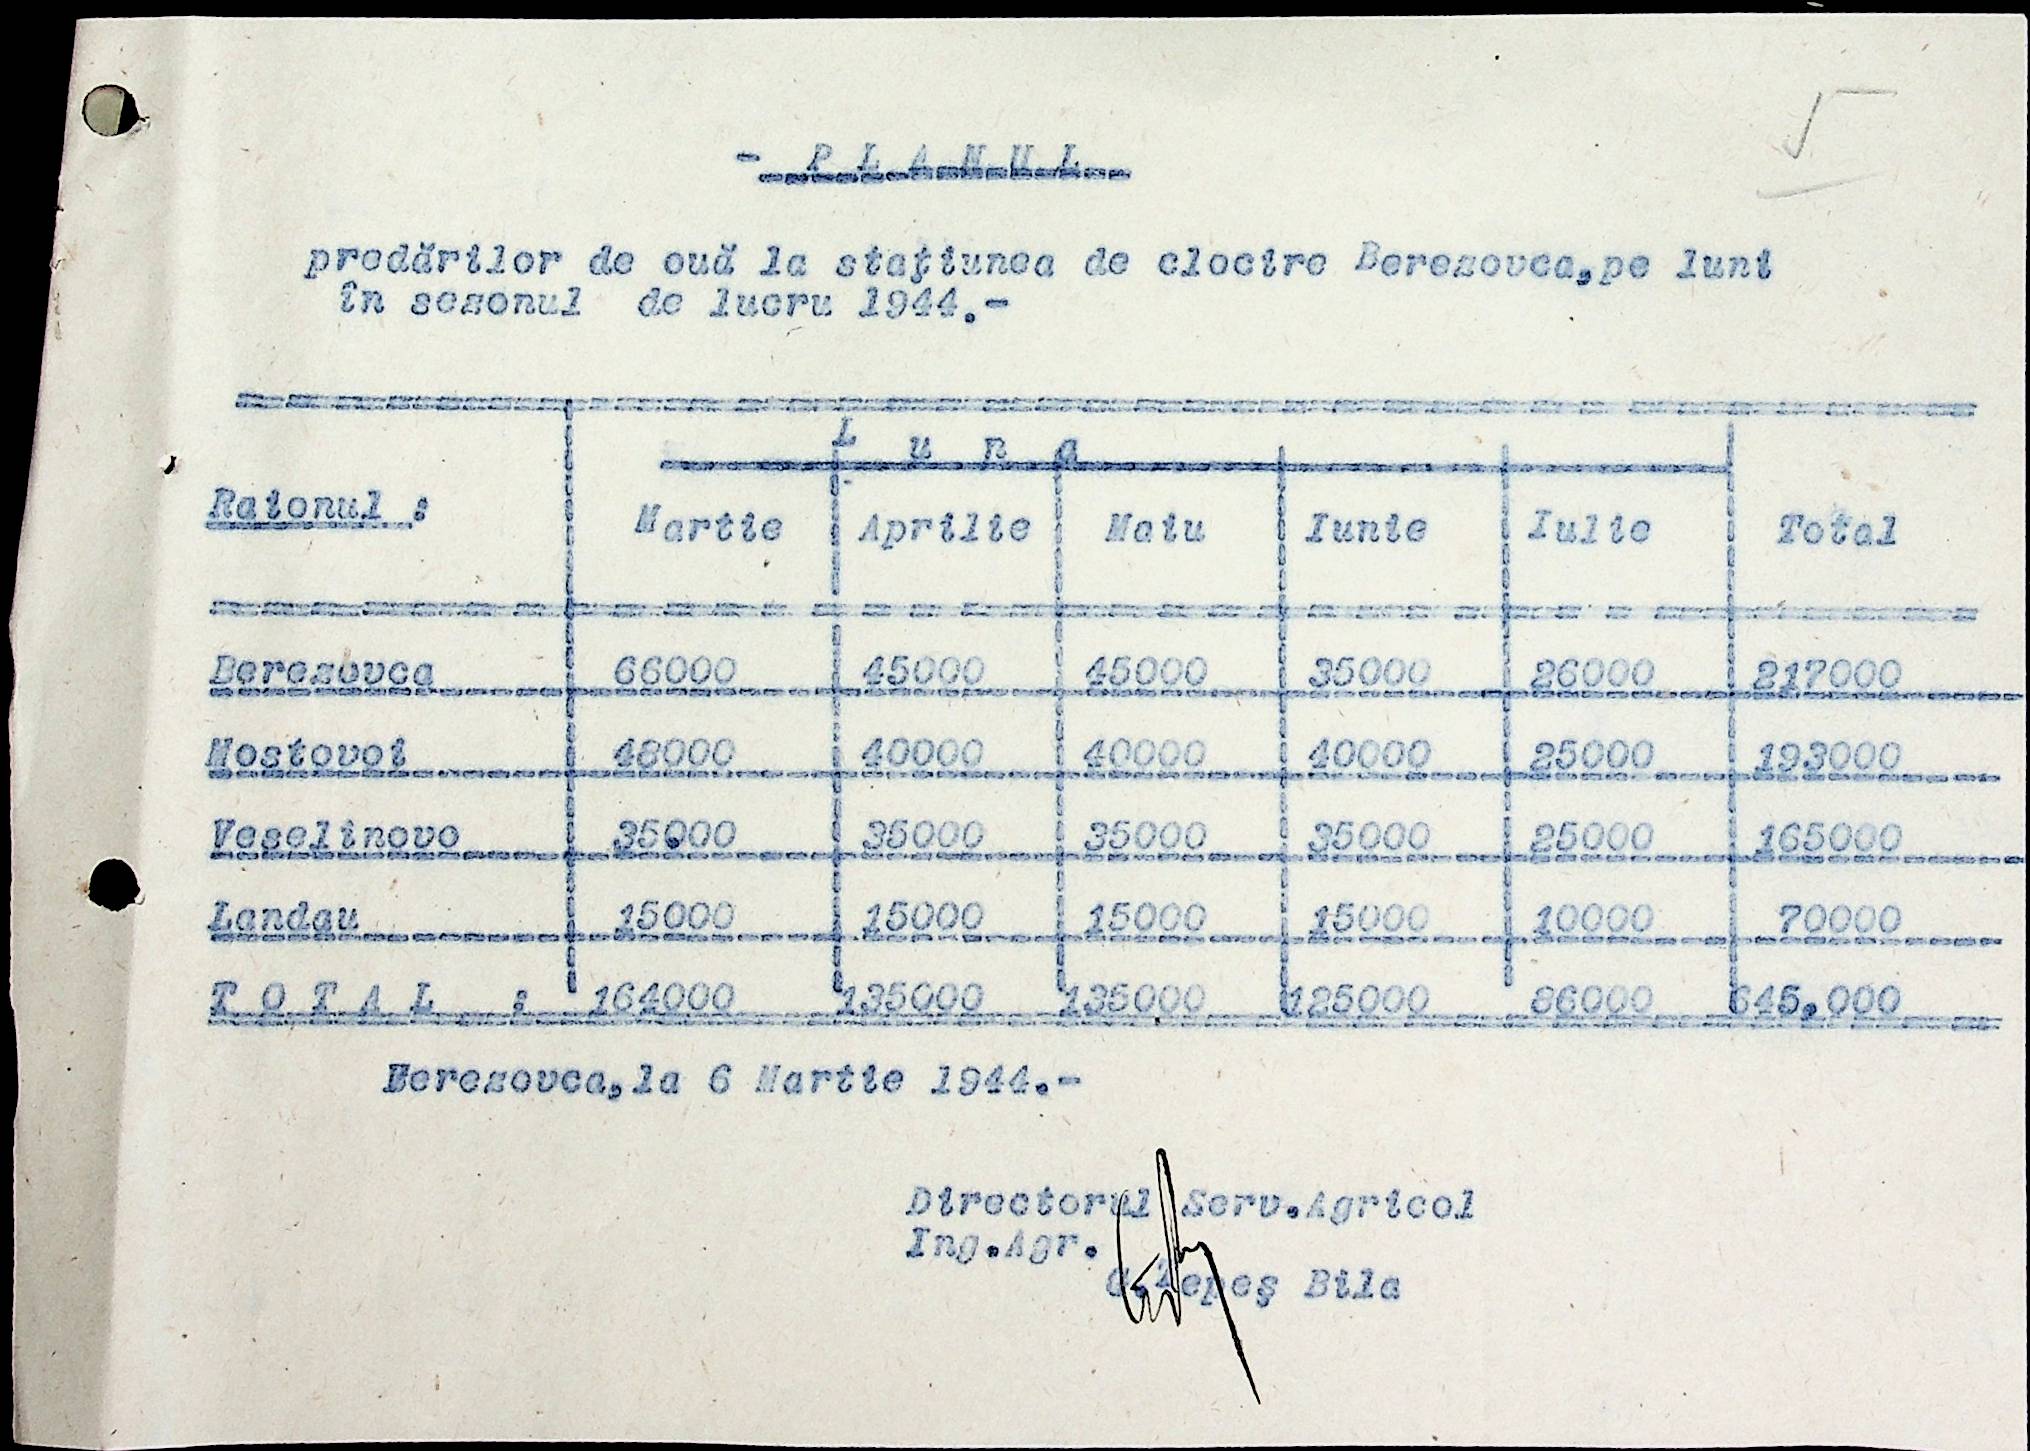 - P L A N U L -
predărilor de ouă la stațiunea de clocire Berezovca,pe luni
în sezonul de lucru 1944.-
L u n a
Raionul : Martie Aprilie Maiu Iunie Iulie Total
Berezovca 66000 45000 45000 35000 26000 217000
Mostovoi 48000 40000 40000 40000 25000 193000
Veselinovo 35000 35000 35000 35000 25000 165000
Landau 15000 15000 15000 15000 10000 70000
T O T A L : 164000 135000 135000 125000 86000 645.000
Berezovca,la 6 Martie 1944.-
Directorul Serv.Agricol
Ing.Agr.
Bila